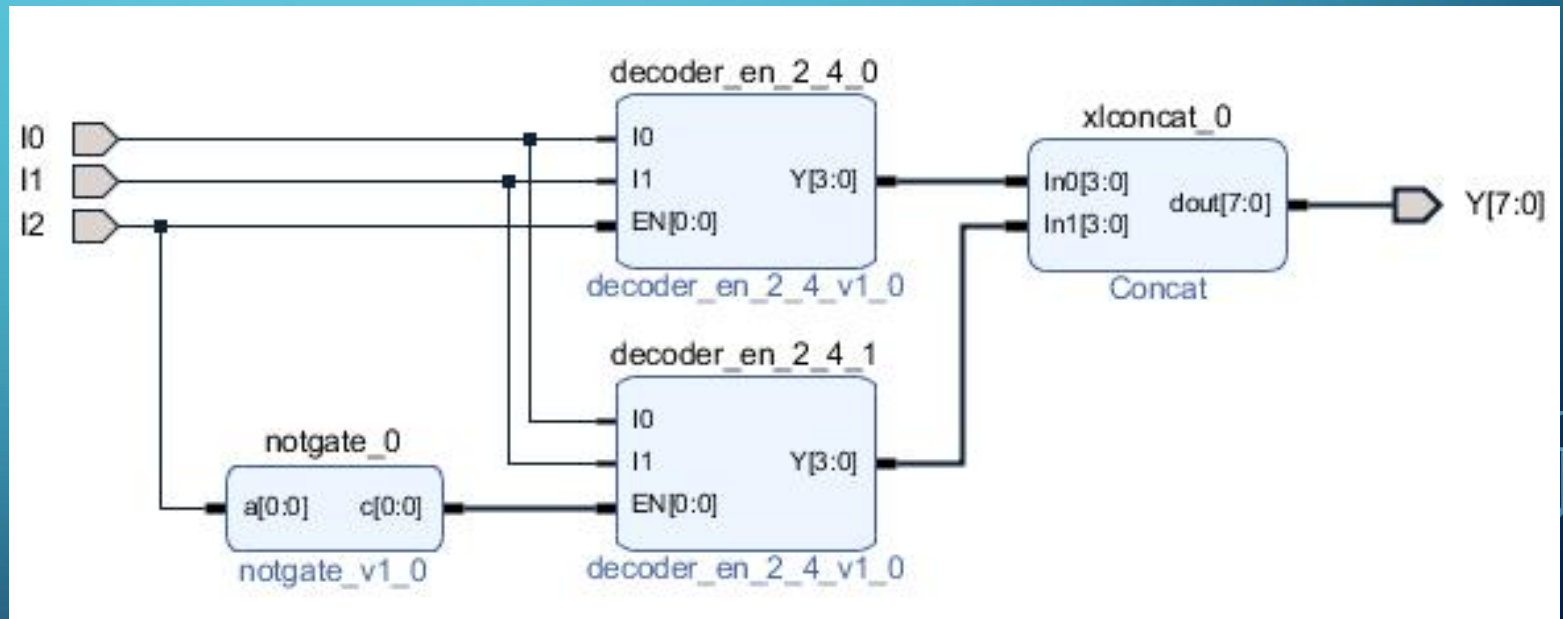 I0
I1
I2
decoder_en_2_4_0
I0
I1
EN[0:0]
Y[3:0]
decoder_en_2_4_v1_0
xlconcat_0
In0[3:0]
In1[3:0]
dout[7:0]
Concat
Y[7:0]
decoder_en_2_4_1
I0
I1
EN[0:0]
Y[3:0]
decoder_en_2_4_v1_0
notgate_0
a[0:0] c[0:0]
notgate_v1_0